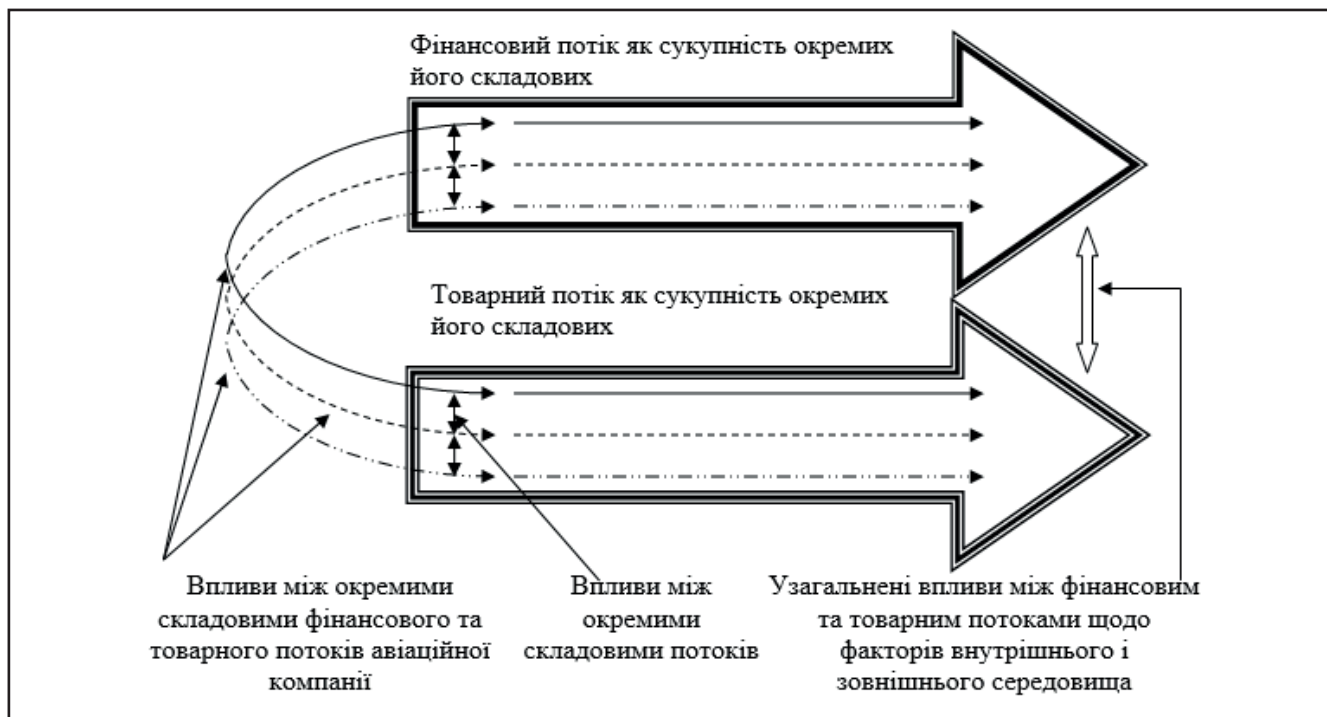 Фінансовий потік як сукупність окремих
його складових
Товарний потік як сукупність окремих
його складових
Впливи між окремими
складовими фінансового та
товарного потоків авіаційної
компанії
Впливи між
окремими
складовими потоків
Узагальнені впливи між фінансовим
та товарним потоками щодо
факторів внутрішнього і
зовнішнього середовища